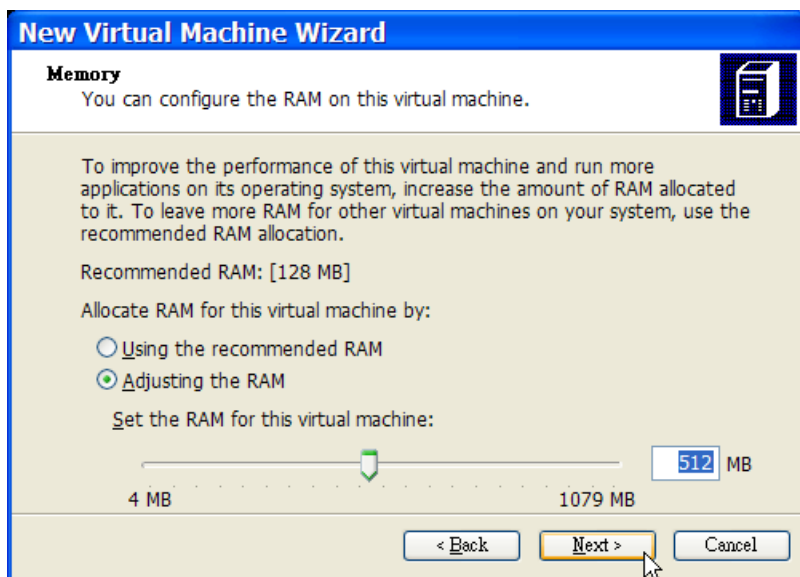 New Virtual Machine Wizard
Memory
You can configure the RAM on this virtual machine.
To improve the performance of this virtual machine and run more
applications on its operating system, increase the amount of RAM allocated
to it. To leave more RAM for other virtual machines on your system, use the
recommended RAM allocation.
Recommended RAM: [128 MB]
Allocate RAM for this virtual machine by:
Using the recommended RAM
Adjusting the RAM
Set the RAM for this virtual machine:
512 MB
4 MB 1079 MB
< Back Next > Cancel